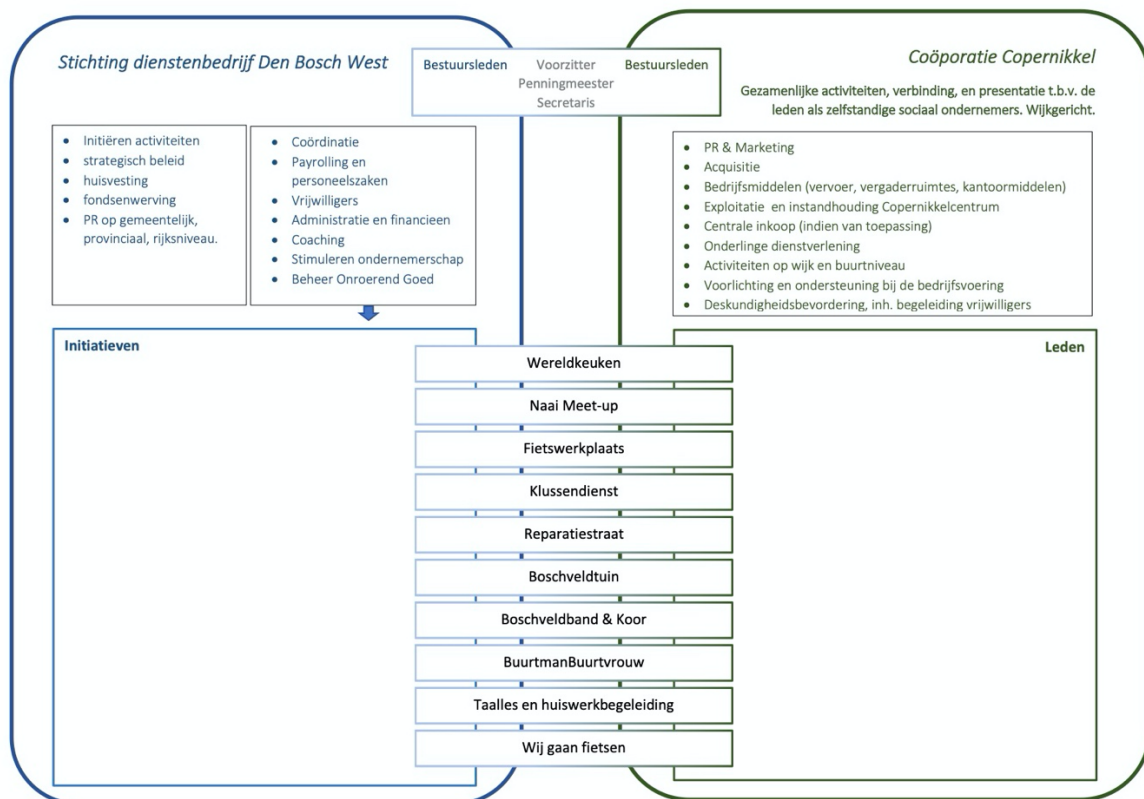 Stichting dienstenbedrijf Den Bosch West
Bestuursleden
Voorzitter
Penningmeester
Secretaris
Bestuursleden
Coöporatie Copernikkel
Gezamenlijke activiteiten, verbinding, en presentatie t.b.v. de
leden als zelfstandige sociaal ondernemers. Wijkgericht.
• Initiëren activiteiten
• strategisch beleid
• huisvesting
• fondsenwerving
• PR op gemeentelijk,
provinciaal, rijksniveau.
• Coördinatie
• Payrolling en
personeelszaken
• Vrijwilligers
• Administratie en financieen
• Coaching
• Stimuleren ondernemerschap
• Beheer Onroerend Goed
• PR & Marketing
• Acquisitie
• Bedrijfsmiddelen (vervoer, vergaderruimtes, kantoormiddelen)
• Exploitatie en instandhouding Copernikkelcentrum
• Centrale inkoop (indien van toepassing)
• Onderlinge dienstverlening
• Activiteiten op wijk en buurtniveau
• Voorlichting en ondersteuning bij de bedrijfsvoering
• Deskundigheidsbevordering, inh. begeleiding vrijwilligers
Initiatieven
Leden
Wereldkeuken
Naai Meet-up
Fietswerkplaats
Klussendienst
Reparatiestraat
Boschveldtuin
Boschveldband & Koor
BuurtmanBuurtvrouw
Taalles en huiswerkbegeleiding
Wij gaan fietsen